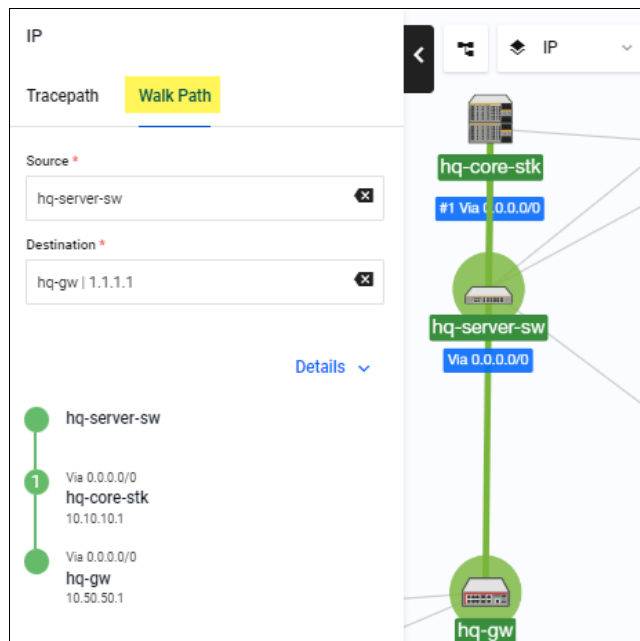 IP
Tracepath
Walk Path
Source *
hq-server-sw
Destination *
hq-gw | 1.1.1.1
Details
hq-server-sw
1
Via 0.0.0.0/0
hq-core-stk
10.10.10.1
Via 0.0.0.0/0
hq-gw
10.50.50.1
IP
hq-core-stk
#1 Via 0.0.0.0/0
hq-server-sw
Via 0.0.0.0/0
hq-gw